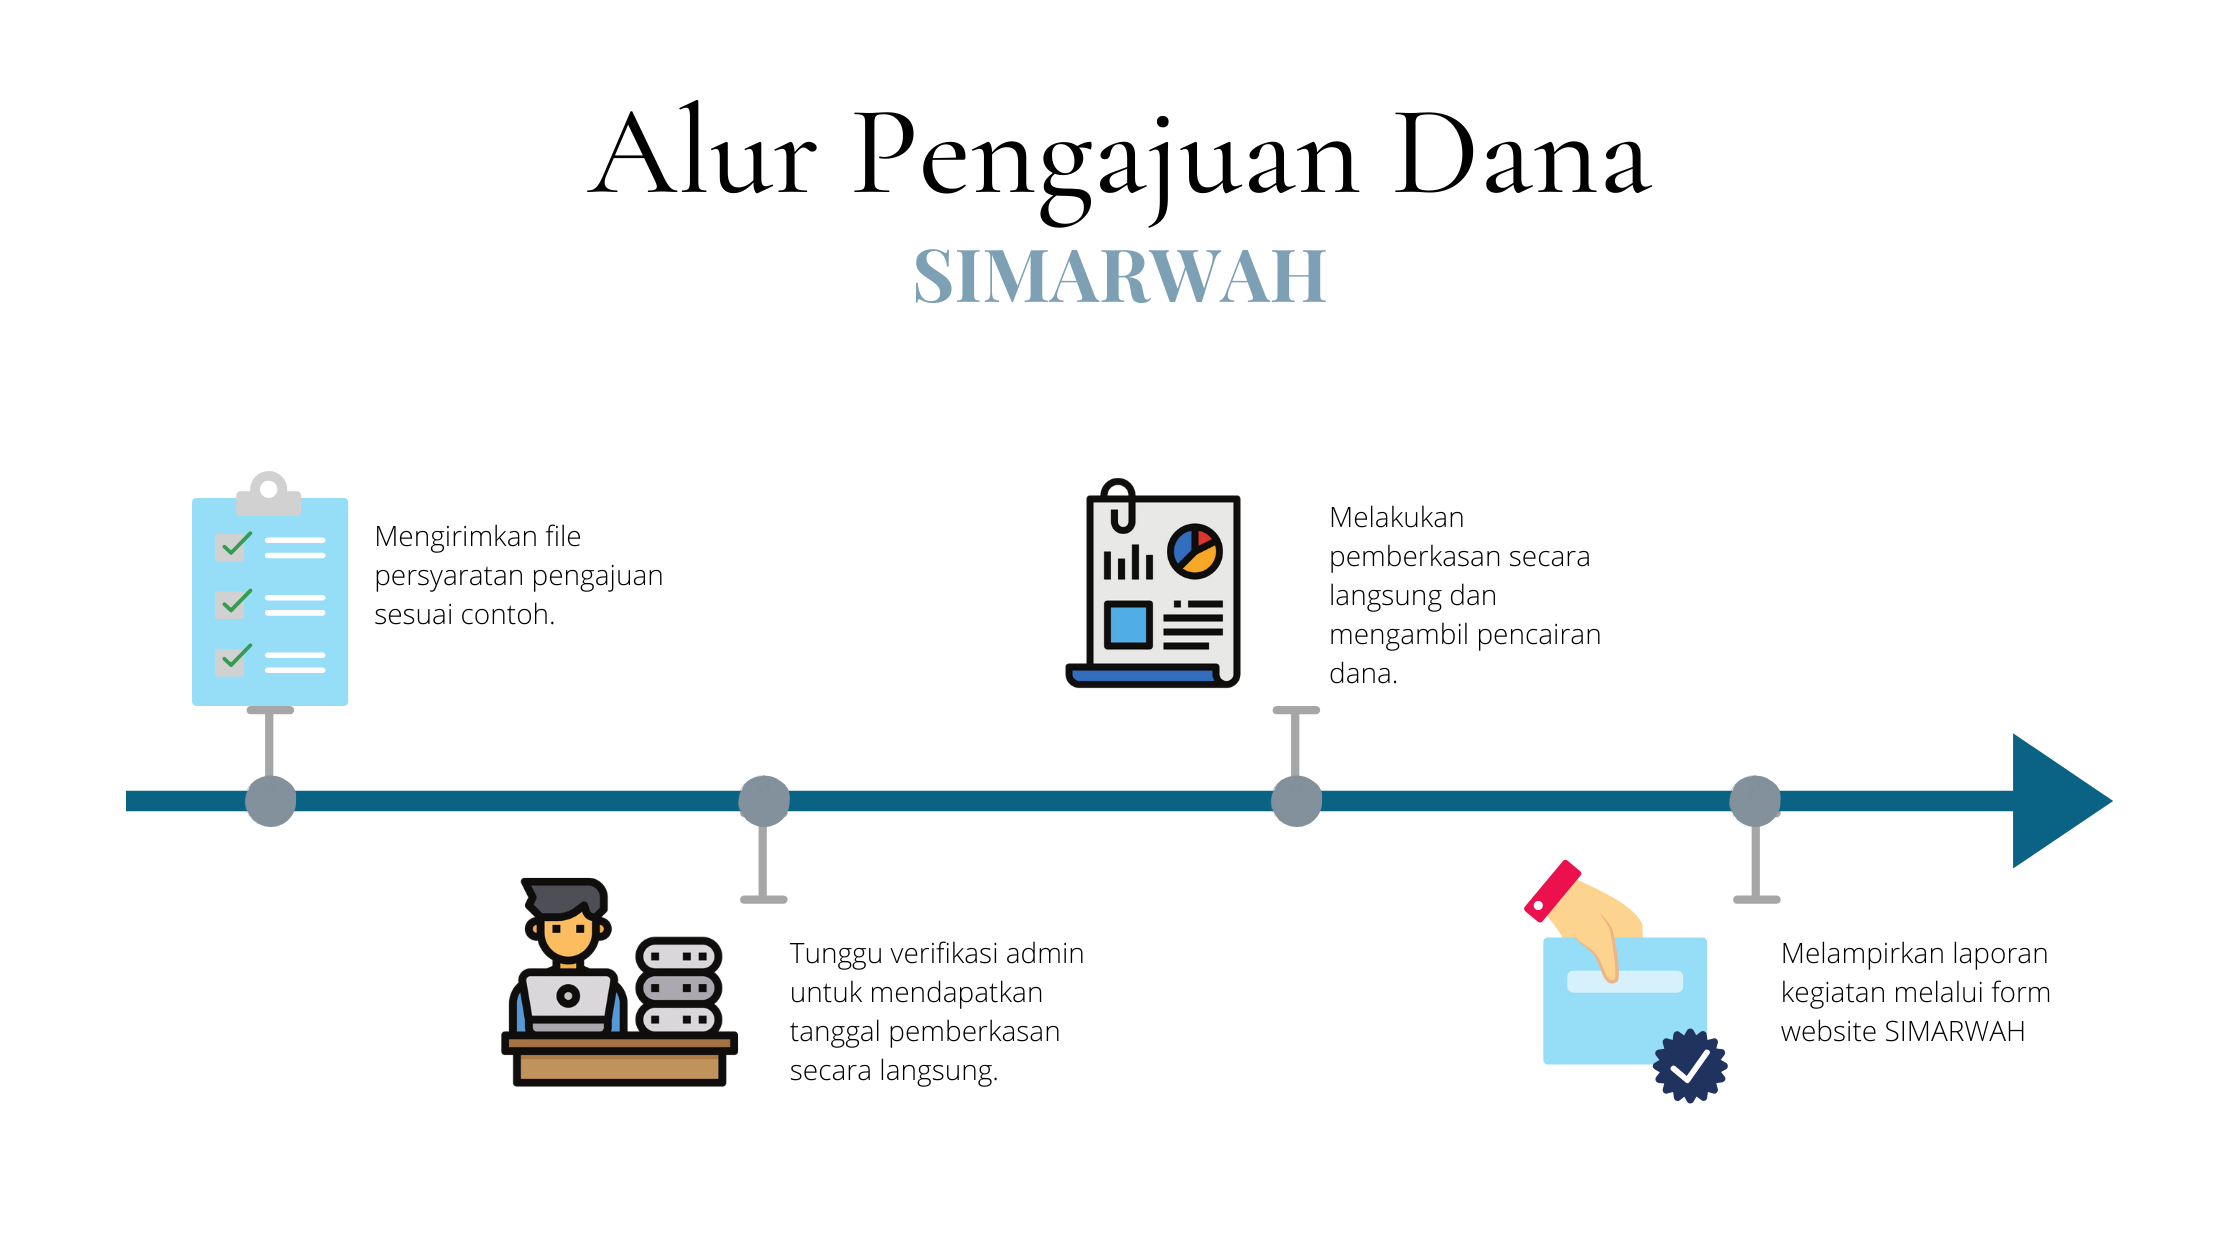 Alur Pengajuan Dana
SIMARWAH
Mengirimkan file
persyaratan pengajuan
sesuai contoh.
Tunggu verifikasi admin
untuk mendapatkan
tanggal pemberkasan
secara langsung.
Melakukan
pemberkasan secara
langsung dan
mengambil pencairan
dana.
Melampirkan laporan
kegiatan melalui form
website SIMARWAH